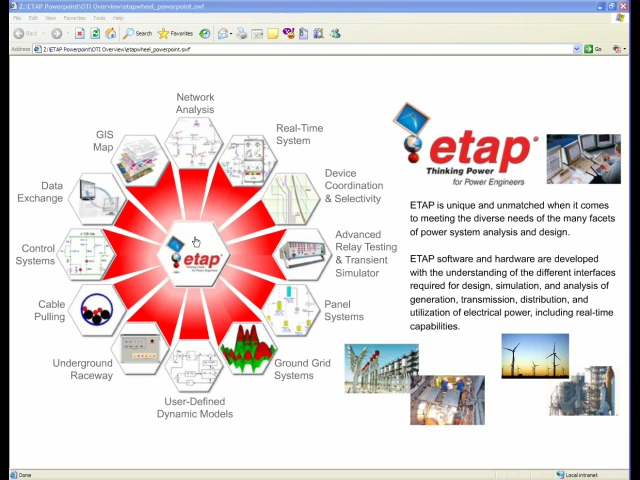 Z:\ETAP Powerpoint\OTI Overview\etapwheel_powerpoint.swf
File Edit View Favorites Tools Help
Back Search Favorites
Address Z:\ETAP Powerpoint\OTI Overview\etapwheel_powerpoint.swf Go
Network
Analysis
Real-Time
System
Device
Coordination
& Selectivity
Advanced
Relay Testing
& Transient
Simulator
Panel
Systems
Ground Grid
Systems
User-Defined
Dynamic Models
Underground
Raceway
Cable
Pulling
Control
Systems
Data
Exchange
GIS
Map
etap
etap
Thinking Power
for Power Engineers
ETAP is unique and unmatched when it comes
to meeting the diverse needs of the many facets
of power system analysis and design.
ETAP software and hardware are developed
with the understanding of the different interfaces
required for design, simulation, and analysis of
generation, transmission, distribution, and
utilization of electrical power, including real-time
capabilities.
Done
Local intranet